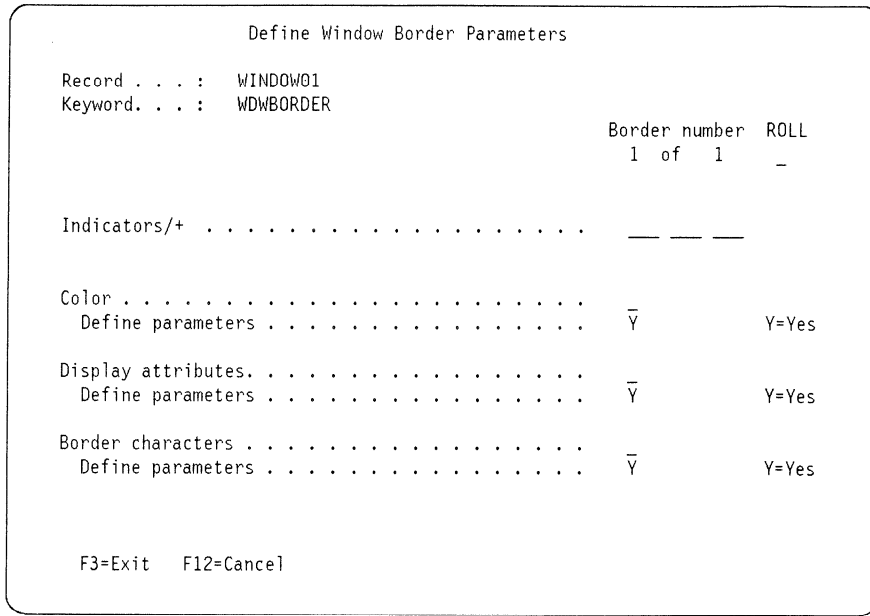 Define Window Border Parameters
Record . . . : WINDOW01
Keyword. . . : WDWBORDER
Border number ROLL
1 of 1 _
Indicators/+ . . . . . . . . . . . . . . . . . . . ___ ___ ___
Color . . . . . . . . . . . . . . . . . . . . . . . _
Define parameters . . . . . . . . . . . . . . . . Y Y=Yes
Display attributes. . . . . . . . . . . . . . . . . _
Define parameters . . . . . . . . . . . . . . . . Y Y=Yes
Border characters . . . . . . . . . . . . . . . . . _
Define parameters . . . . . . . . . . . . . . . . Y Y=Yes
F3=Exit F12=Cancel